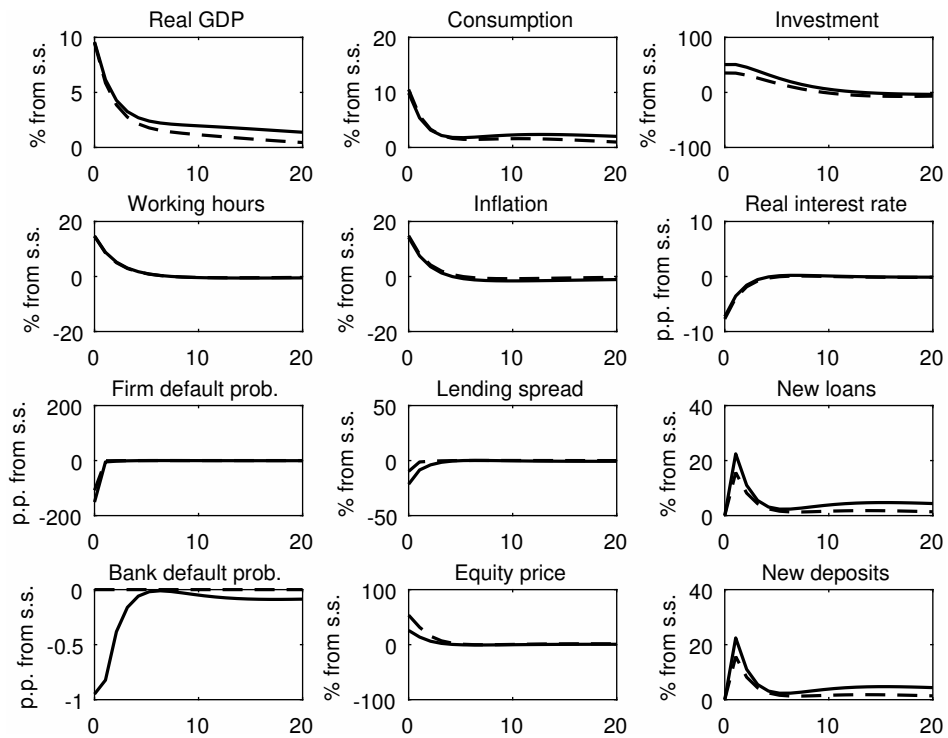 Real GDP
% from s.s.
10
5
0
0 10 20
Consumption
% from s.s.
20
10
0
0 10 20
Investment
% from s.s.
100
0
-100
0 10 20
Working hours
% from s.s.
20
0
-20
0 10 20
Inflation
% from s.s.
20
0
-20
0 10 20
Real interest rate
p.p. from s.s.
10
0
-10
0 10 20
Firm default prob.
p.p. from s.s.
200
0
-200
0 10 20
Lending spread
% from s.s.
50
0
-50
0 10 20
New loans
% from s.s.
40
20
0
0 10 20
Bank default prob.
p.p. from s.s.
0
-0.5
-1
0 10 20
Equity price
% from s.s.
100
0
-100
0 10 20
New deposits
% from s.s.
40
20
0
0 10 20